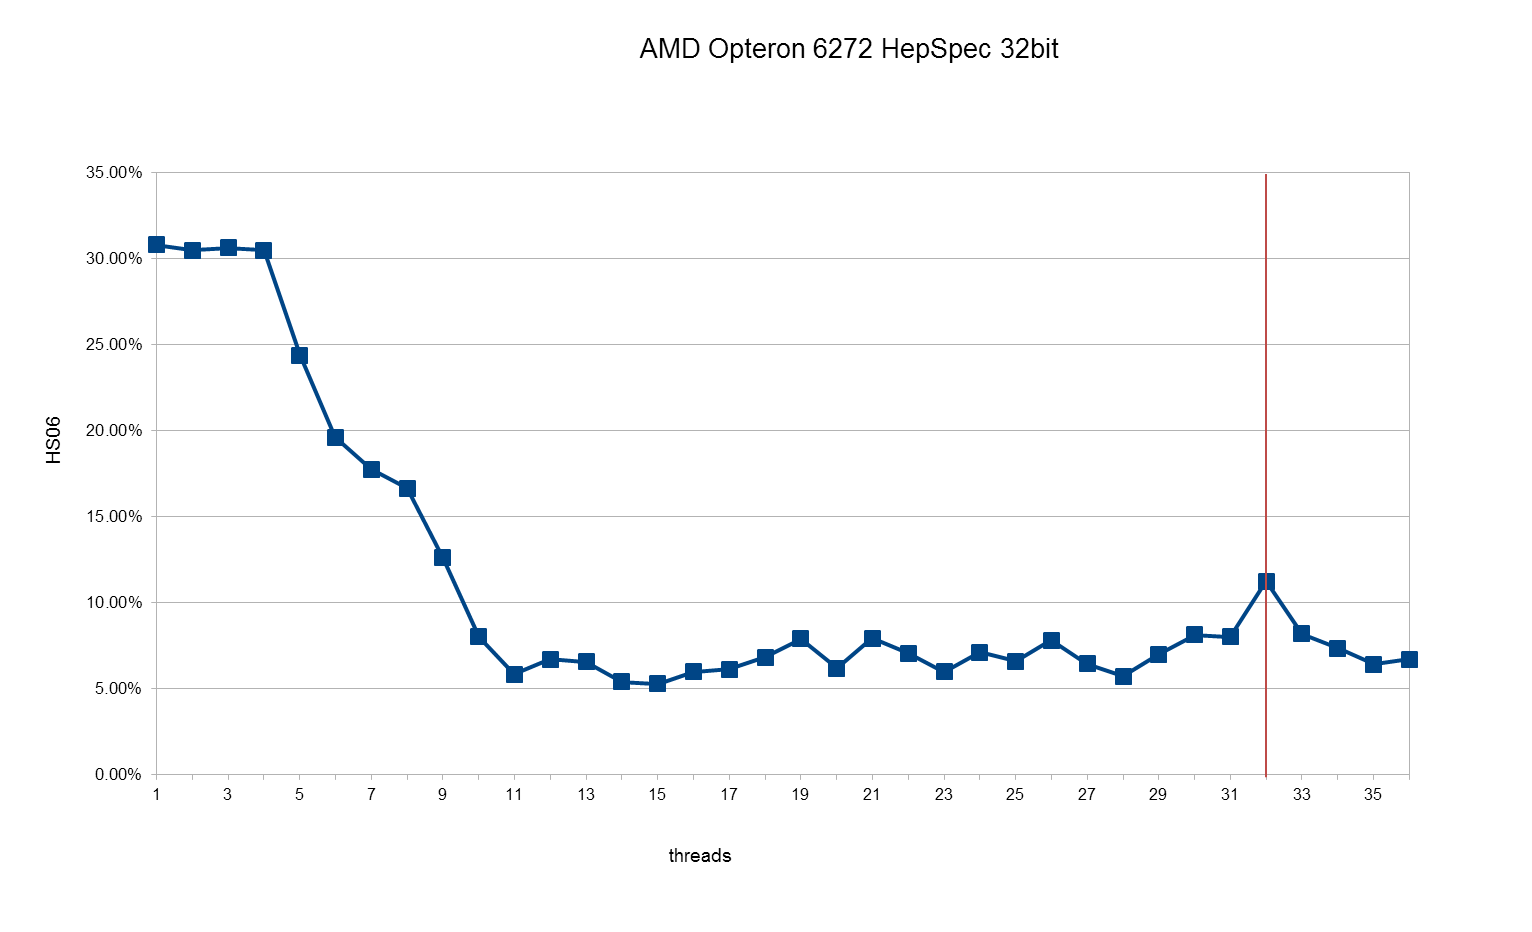 AMD Opteron 6272 HepSpec 32bit
35.00%
30.00%
25.00%
20.00%
15.00%
10.00%
5.00%
0.00%
HS06
1 3 5 7 9 11 13 15 17 19 21 23 25 27 29 31 33 35
threads